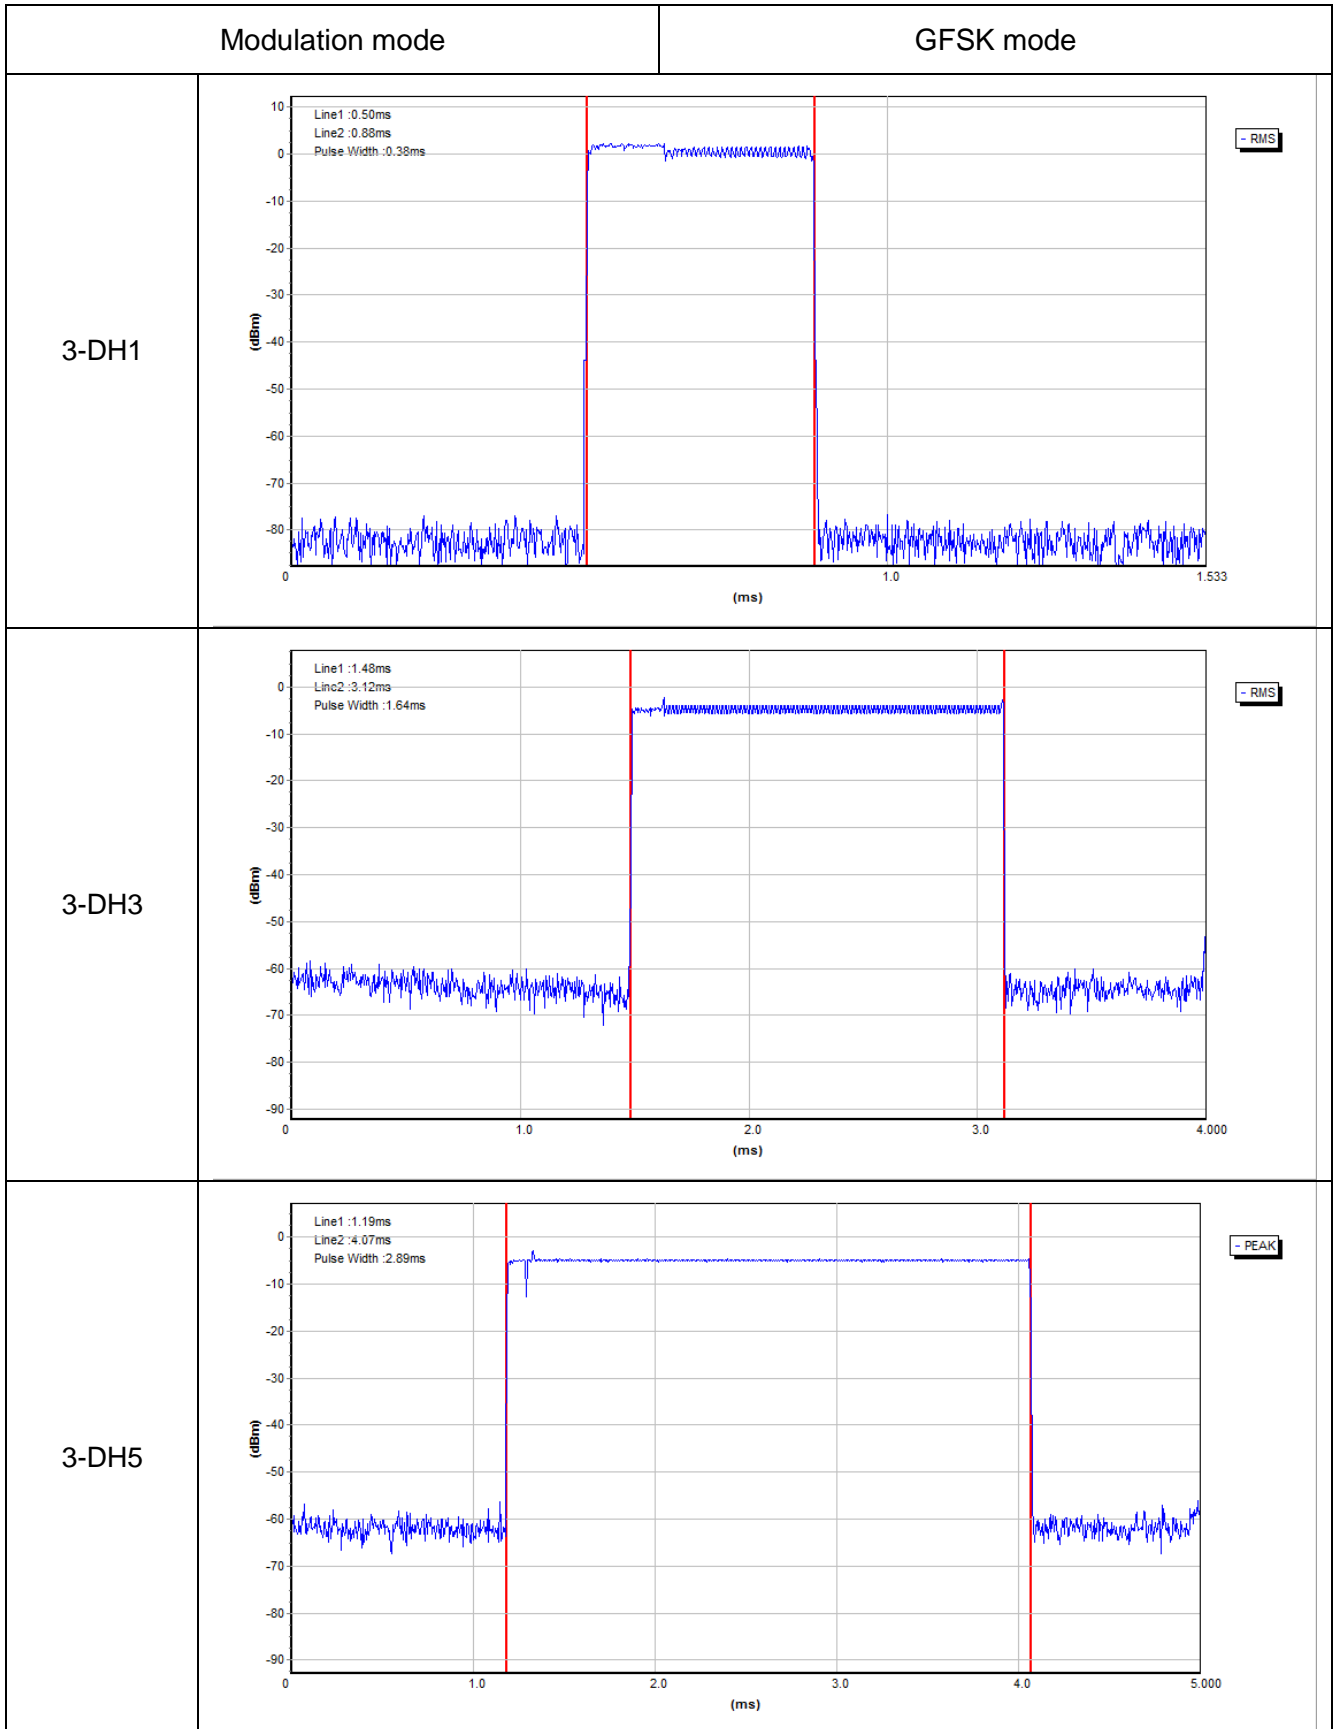 Modulation mode GFSK mode
3-DH1
Line1 :0.50ms
Line2 :0.88ms
Pulse Width :0.38ms
- RMS
10
0
-10
-20
-30
-40
-50
-60
-70
-80
(dBm)
0 1.0 1.533
(ms)
3-DH3
Line1 :1.48ms
Line2 :3.12ms
Pulse Width :1.64ms
- RMS
0
-10
-20
-30
-40
-50
-60
-70
-80
-90
(dBm)
0 1.0 2.0 3.0 4.000
(ms)
3-DH5
Line1 :1.19ms
Line2 :4.07ms
Pulse Width :2.89ms
- PEAK
0
-10
-20
-30
-40
-50
-60
-70
-80
-90
(dBm)
0 1.0 2.0 3.0 4.0 5.000
(ms)